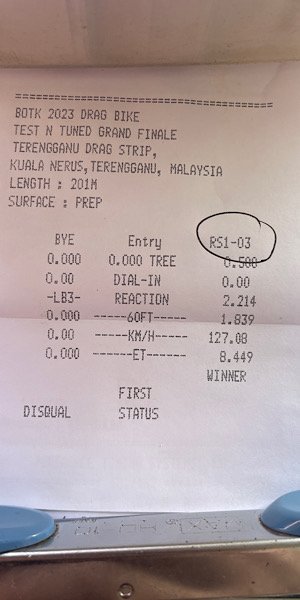 BOTK 2023 DRAG BIKE
TEST N TUNED GRAND FINALE
TERENGGANU DRAG STRIP,
KUALA NERUS,TERENGGANU, MALAYSIA
LENGTH : 201M
SURFACE : PREP
BYE Entry RS1-03
0.000 0.000 TREE 0.500
0.00 DIAL-IN 0.00
-LB3- REACTION 2.214
0.000 ------60FT------ 1.839
0.00 ------KM/H------ 127.08
0.000 -------ET------- 8.449
WINNER
FIRST
DISQUAL STATUS